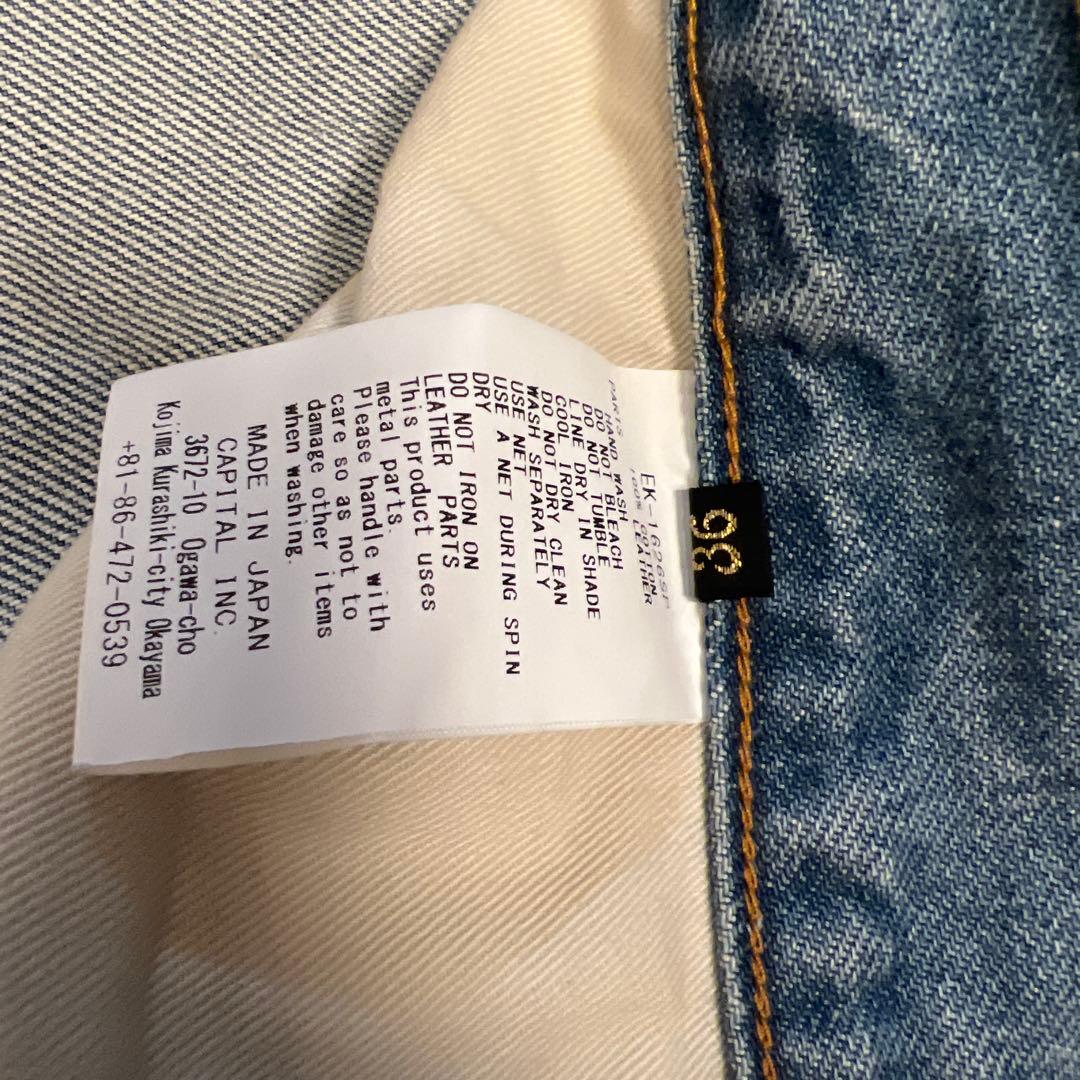 EK-1626SP
100% COTTON
PARTS LEATHER
HAND WASH
DO NOT BLEACH
DO NOT TUMBLE
LINE DRY IN SHADE
COOL IRON
DO NOT DRY CLEAN
WASH SEPARATELY
USE NET
USE A NET DURING SPIN
DRY
DO NOT IRON ON
LEATHER PARTS
This product uses
metal parts.
Please handle with
care so as not to
damage other items
when washing.
MADE IN JAPAN
CAPITAL INC.
3672-10 Ogawa-cho
Kojima Kurashiki-city Okayama
+81-86-472-0539
36